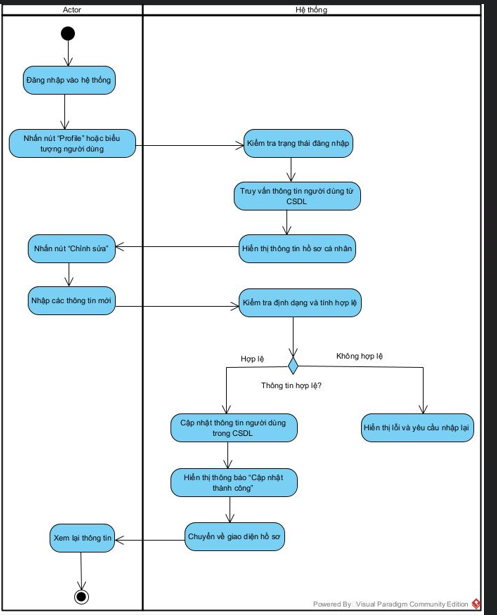 Actor
Hệ thống
Đăng nhập vào hệ thống
Nhấn nút "Profile" hoặc biểu
tượng người dùng
Kiểm tra trạng thái đăng nhập
Truy vấn thông tin người dùng từ
CSDL
Nhấn nút "Chỉnh sửa"
Hiển thị thông tin hồ sơ cá nhân
Nhập các thông tin mới
Kiểm tra định dạng và tính hợp lệ
Hợp lệ
Không hợp lệ
Thông tin hợp lệ?
Cập nhật thông tin người dùng
trong CSDL
Hiển thị lỗi và yêu cầu nhập lại
Hiển thị thông báo "Cập nhật
thành công"
Xem lại thông tin
Chuyển về giao diện hồ sơ
Powered By: Visual Paradigm Community Edition